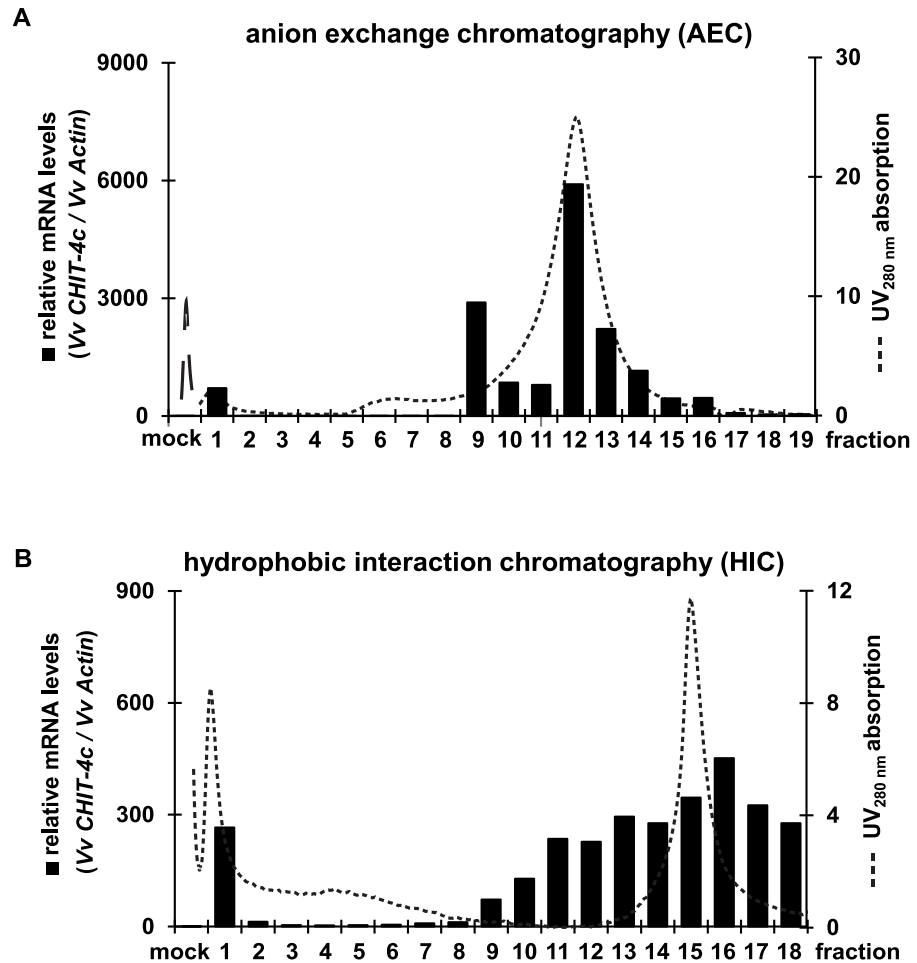 A
anion exchange chromatography (AEC)
9000
6000
3000
0
■ relative mRNA levels
(Vv CHIT-4c / Vv Actin)
30
20
10
0
UV280 nm absorption
mock 1 2 3 4 5 6 7 8 9 10 11 12 13 14 15 16 17 18 19 fraction
B
hydrophobic interaction chromatography (HIC)
900
600
300
0
■ relative mRNA levels
(Vv CHIT-4c / Vv Actin)
12
8
4
0
UV280 nm absorption
mock 1 2 3 4 5 6 7 8 9 10 11 12 13 14 15 16 17 18 fraction